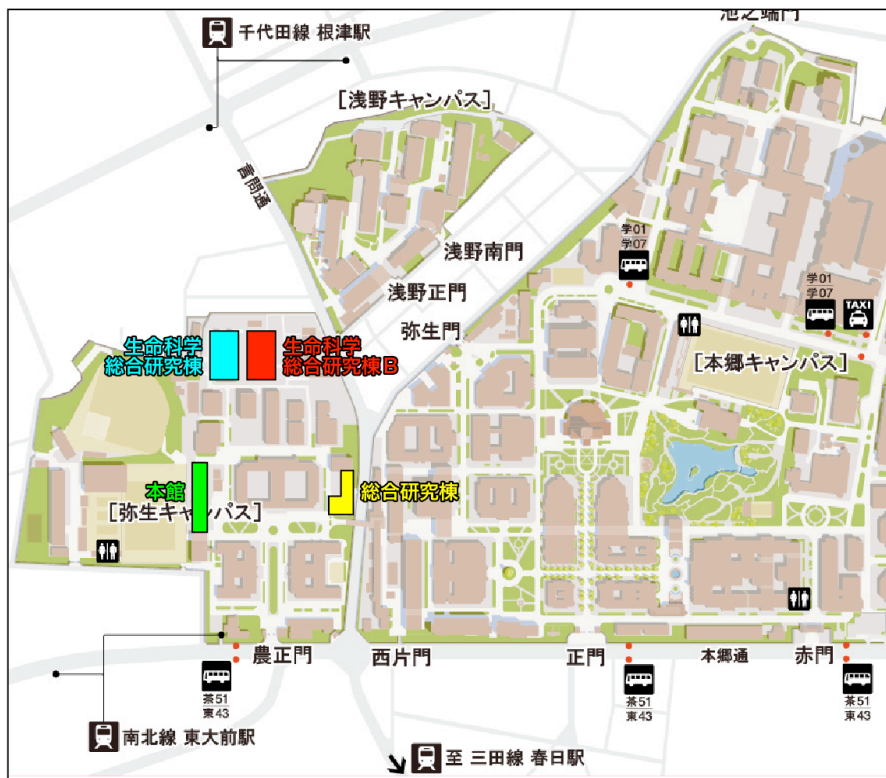 池之端門
千代田線 根津駅
[浅野キャンパス]
言問通
学01
学07
浅野南門
学01
学07
TAXI
浅野正門
弥生門
生命科学
総合研究棟
生命科学
総合研究棟B
[本郷キャンパス]
本館
総合研究棟
[弥生キャンパス]
農正門
西片門
正門
本郷通
赤門
茶51
東43
茶51
東43
茶51
東43
南北線 東大前駅
至 三田線 春日駅